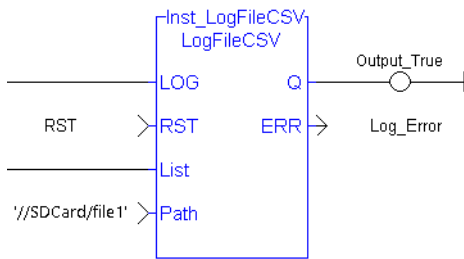 Inst_LogFileCSV
LogFileCSV
Output_True
LOG Q
RST RST ERR Log_Error
List
'//SDCard/file1' Path